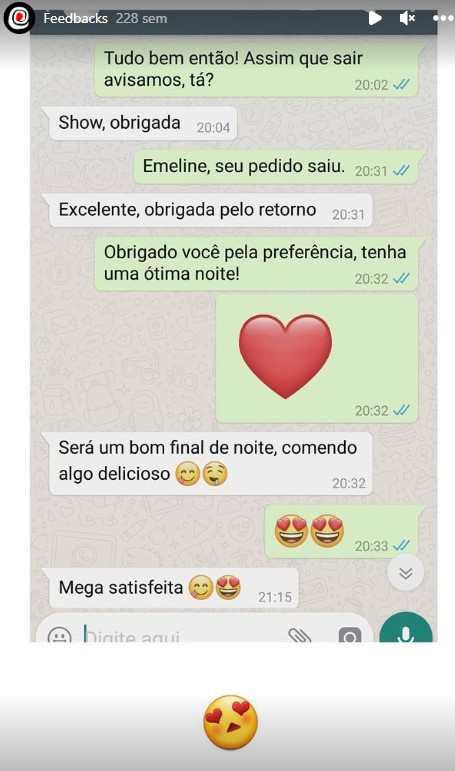 Feedbacks 228 sem
Tudo bem então! Assim que sair
avisamos, tá?
20:02
Show, obrigada 20:04
Emeline, seu pedido saiu. 20:31
Excelente, obrigada pelo retorno 20:31
Obrigado você pela preferência, tenha
uma ótima noite!
20:32
20:32
Será um bom final de noite, comendo
algo delicioso 😋🤤
20:32
😍😍
20:33
Mega satisfeita 😋😍 21:15
Digite aqui